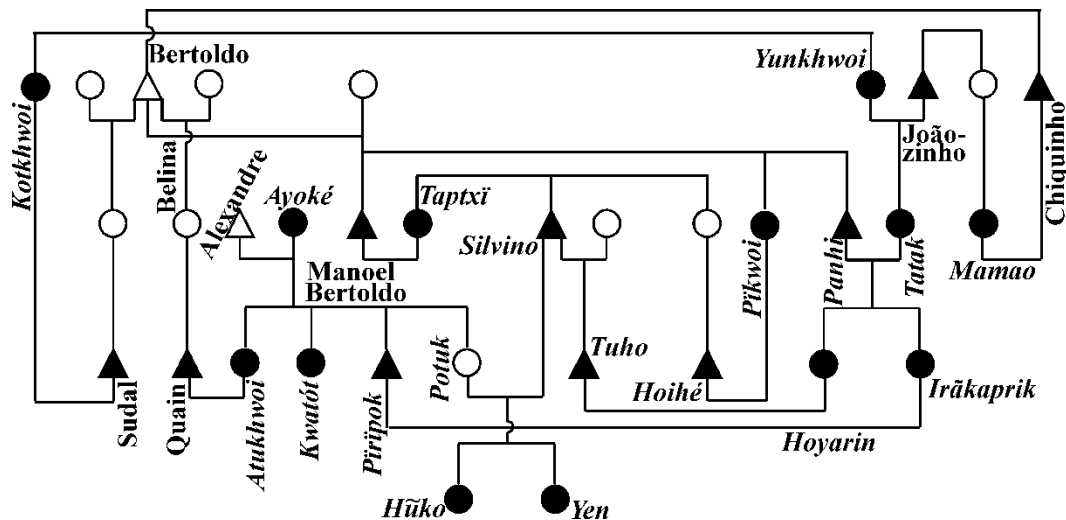 Bertoldo
Yunkhwoi
Kotkhwoi
João-
zinho
Chiquinho
Belina
Alexandre
Ayoké
Taptxï
Silvino
Pïkwoi
Panhi
Tatak
Mamao
Manoel
Bertoldo
Potuk
Tuho
Hoihé
Irãkaprik
Sudal
Quain
Atukhwoi
Kwatót
Pïrïpok
Hoyarin
Hũko
Yen